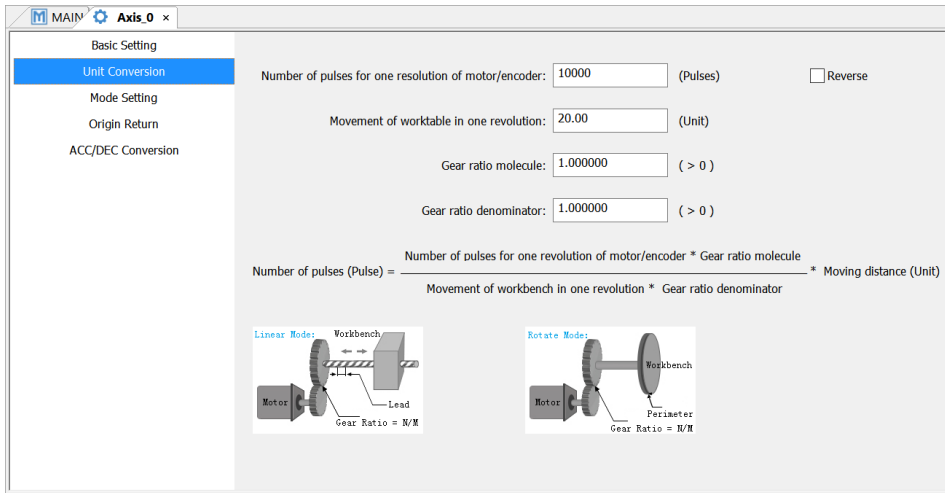 MAIN Axis_0 ×
Basic Setting
Unit Conversion
Mode Setting
Origin Return
ACC/DEC Conversion
Number of pulses for one resolution of motor/encoder: 10000 (Pulses) Reverse
Movement of worktable in one revolution: 20.00 (Unit)
Gear ratio molecule: 1.000000 ( > 0 )
Gear ratio denominator: 1.000000 ( > 0 )
Number of pulses for one revolution of motor/encoder * Gear ratio molecule
Number of pulses (Pulse) = * Moving distance (Unit)
Movement of workbench in one revolution * Gear ratio denominator
Linear Mode: Workbench
Motor
Lead
Gear Ratio = N/M
Rotate Mode:
Workbench
Motor
Perimeter
Gear Ratio = N/M